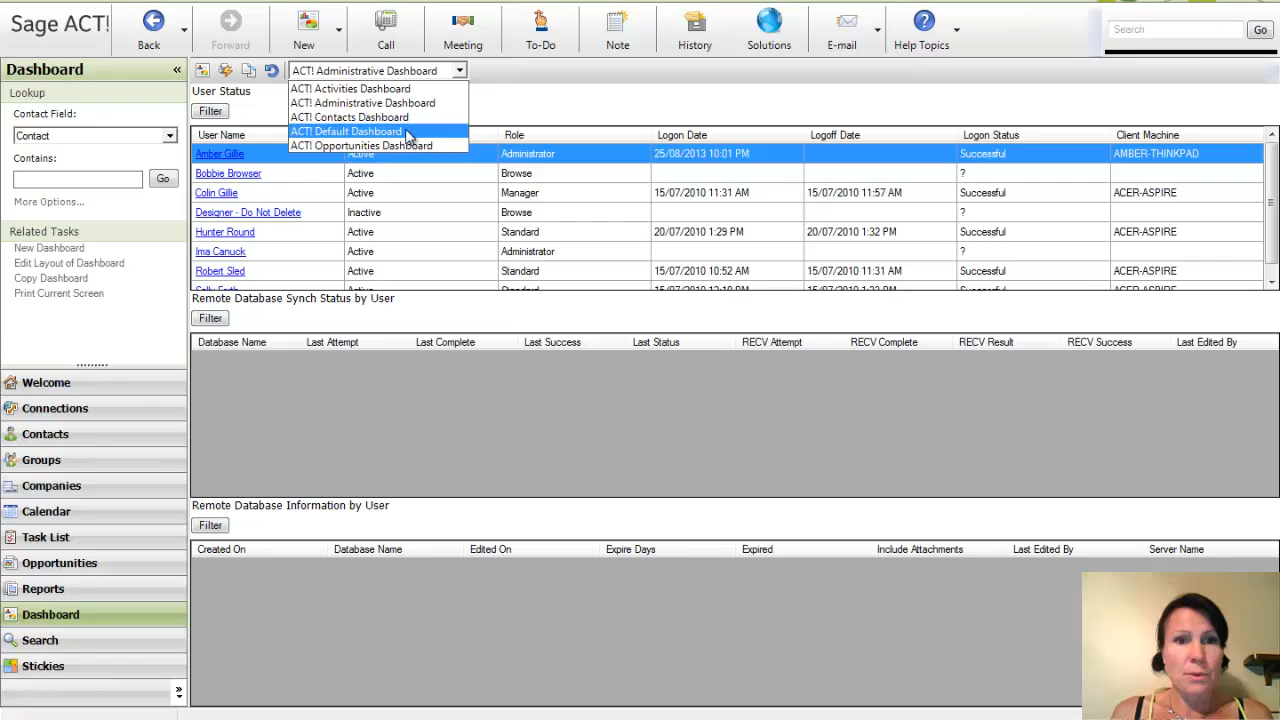 Sage ACT!
Back
Forward
New
Call
Meeting
To-Do
Note
History
Solutions
E-mail
Help Topics
Search
Go
Dashboard
«
Lookup
Contact Field:
Contact
Contains:
Go
More Options...
Related Tasks
New Dashboard
Edit Layout of Dashboard
Copy Dashboard
Print Current Screen
Welcome
Connections
Contacts
Groups
Companies
Calendar
Task List
Opportunities
Reports
Dashboard
Search
Stickies
ACT! Administrative Dashboard
ACT! Activities Dashboard
ACT! Administrative Dashboard
ACT! Contacts Dashboard
ACT! Default Dashboard
ACT! Opportunities Dashboard
User Status
Filter
User Name Role Logon Date Logoff Date Logon Status Client Machine
Amber Gillie Active Administrator 25/08/2013 10:01 PM Successful AMBER-THINKPAD
Bobbie Browser Active Browse ?
Colin Gillie Active Manager 15/07/2010 11:31 AM 15/07/2010 11:57 AM Successful ACER-ASPIRE
Designer - Do Not Delete Inactive Browse ?
Hunter Round Active Standard 20/07/2010 1:29 PM 20/07/2010 1:32 PM Successful ACER-ASPIRE
Ima Canuck Active Administrator ?
Robert Sled Active Standard 15/07/2010 10:52 AM 15/07/2010 11:31 AM Successful ACER-ASPIRE
Remote Database Synch Status by User
Filter
Database Name Last Attempt Last Complete Last Success Last Status RECV Attempt RECV Complete RECV Result RECV Success Last Edited By
Remote Database Information by User
Filter
Created On Database Name Edited On Expire Days Expired Include Attachments Last Edited By Server Name